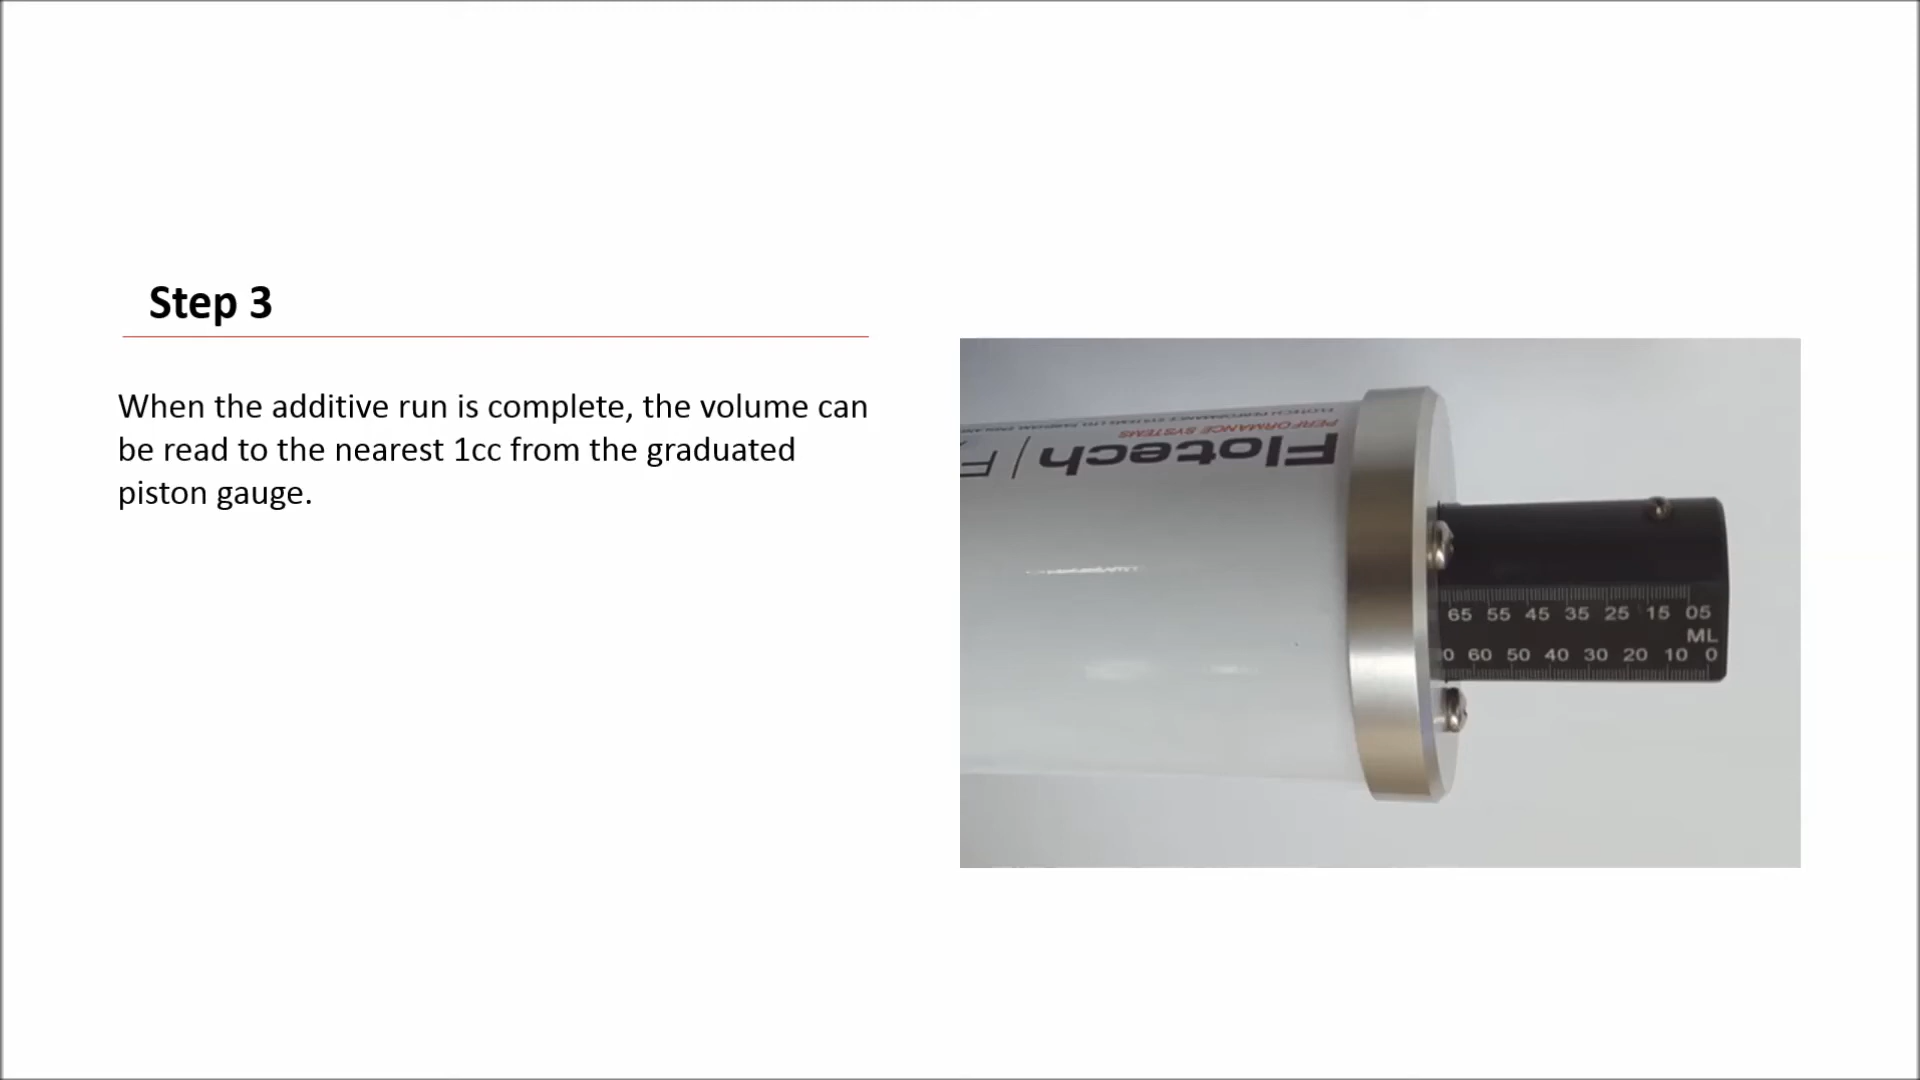 Step 3
When the additive run is complete, the volume can
be read to the nearest 1cc from the graduated
piston gauge.
PERFORMANCE SYSTEMS
Flotech | F
65 55 45 35 25 15 05
ML
0 60 50 40 30 20 10 0